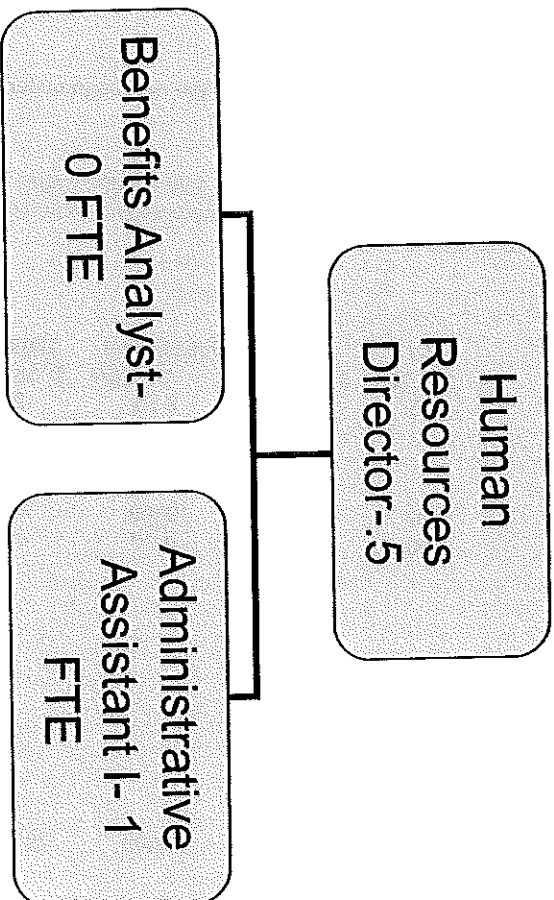 Human
Resources
Director-.5
Benefits Analyst-
0 FTE
Administrative
Assistant I- 1
FTE